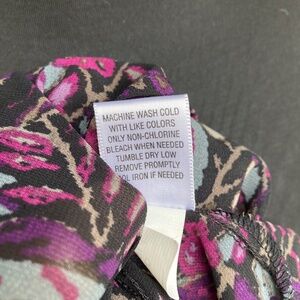 MACHINE WASH COLD
WITH LIKE COLORS
ONLY NON-CHLORINE
BLEACH WHEN NEEDED
TUMBLE DRY LOW
REMOVE PROMPTLY
IRON IF NEEDED